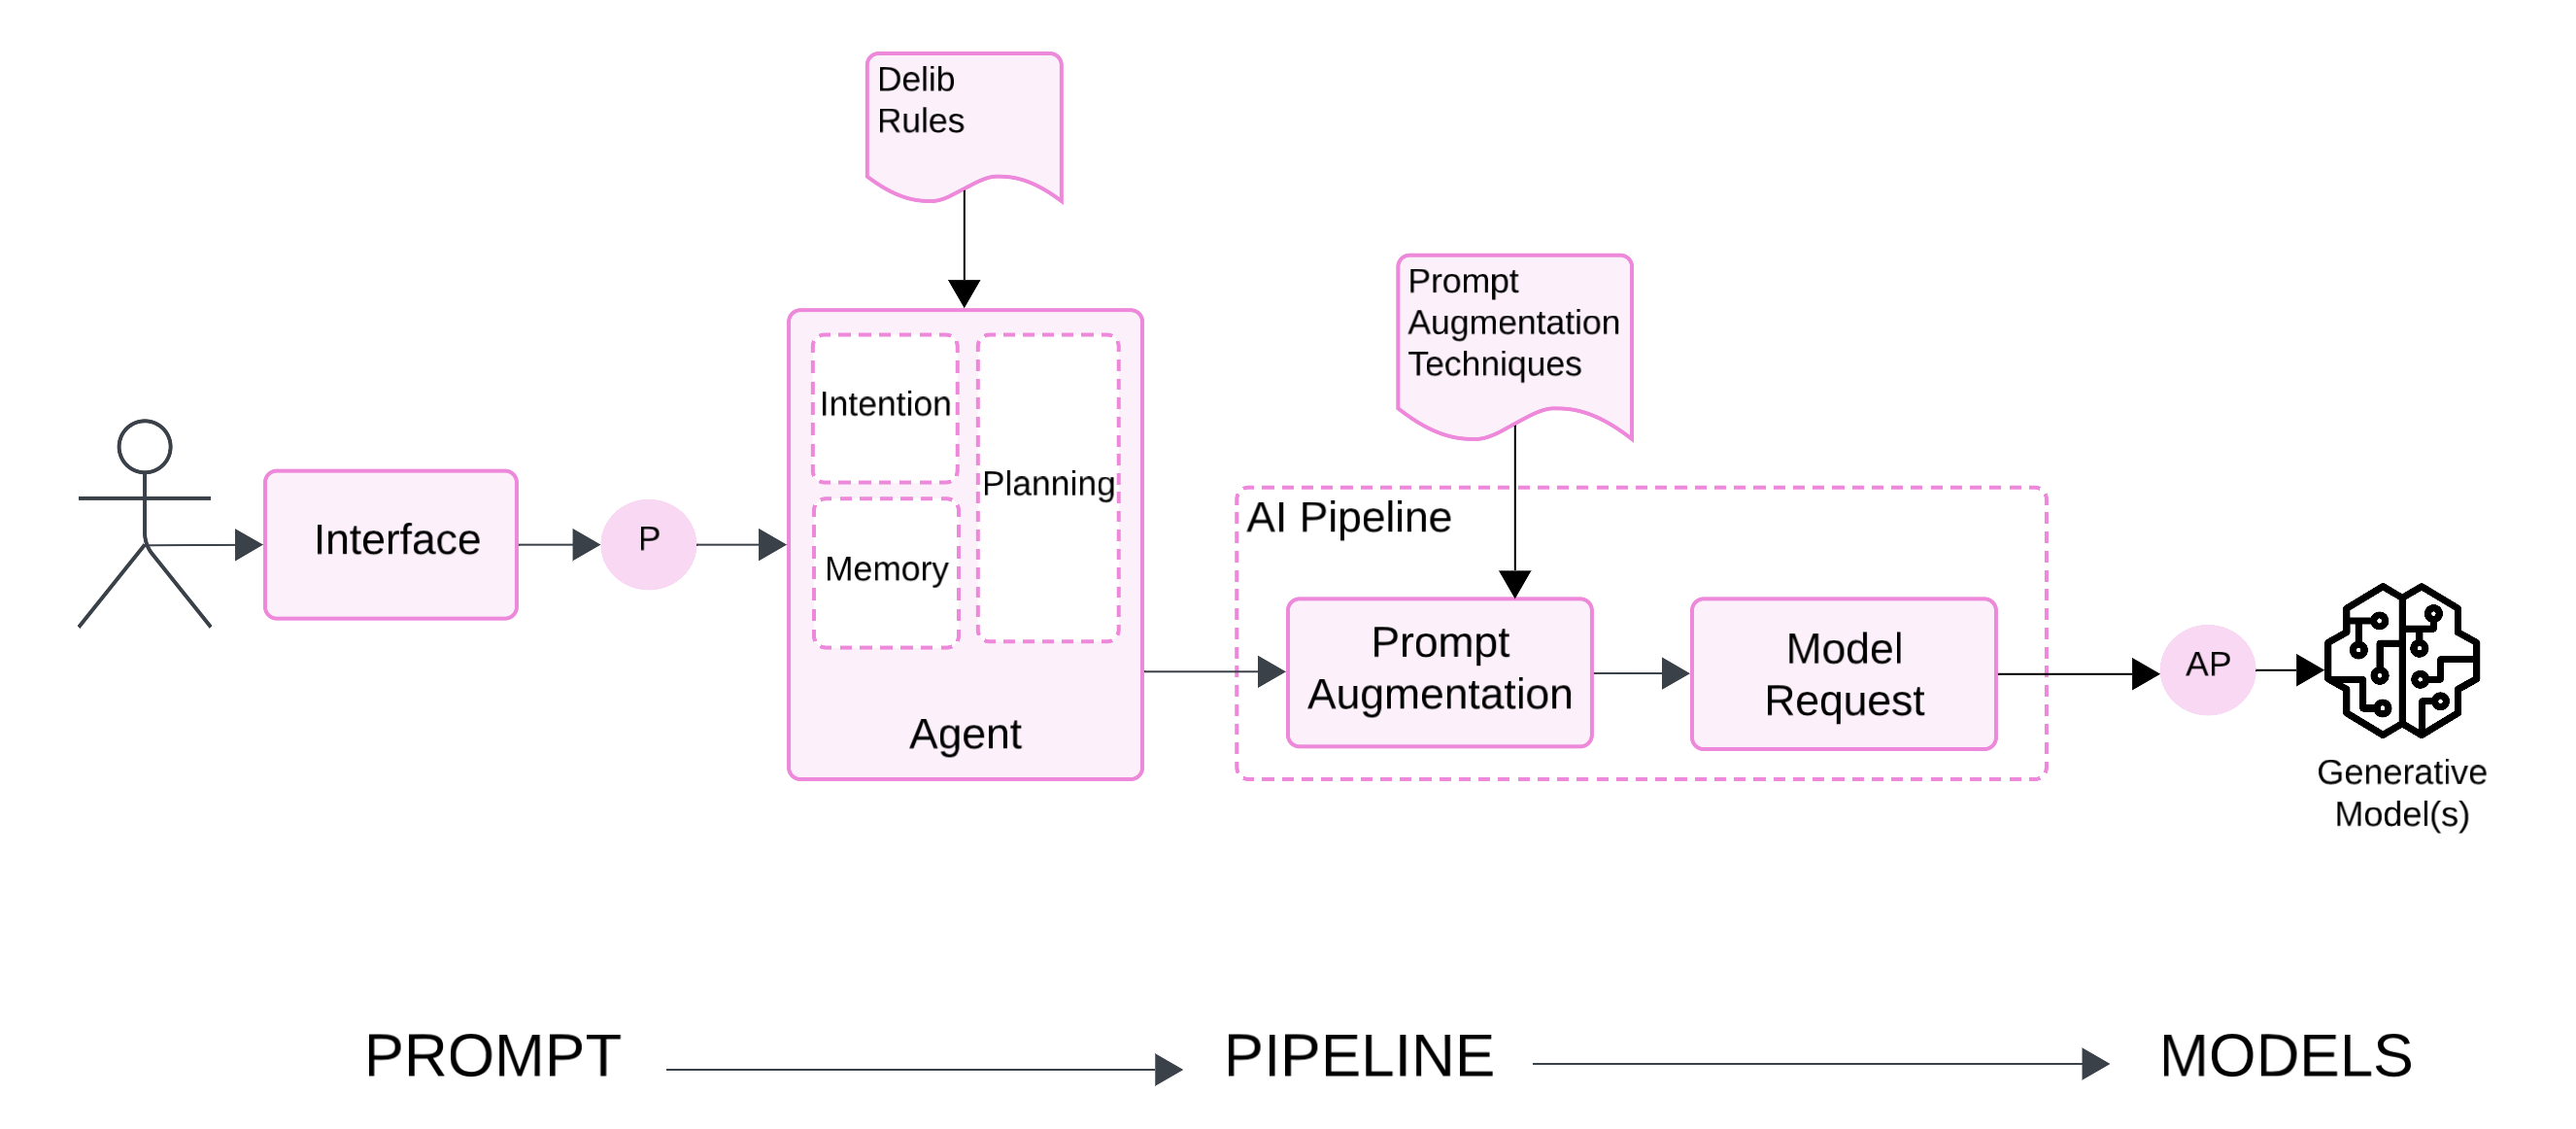 Delib
Rules
Prompt
Augmentation
Techniques
Intention
Planning
Memory
Agent
Interface
P
AI Pipeline
Prompt
Augmentation
Model
Request
AP
Generative
Model(s)
PROMPT
PIPELINE
MODELS